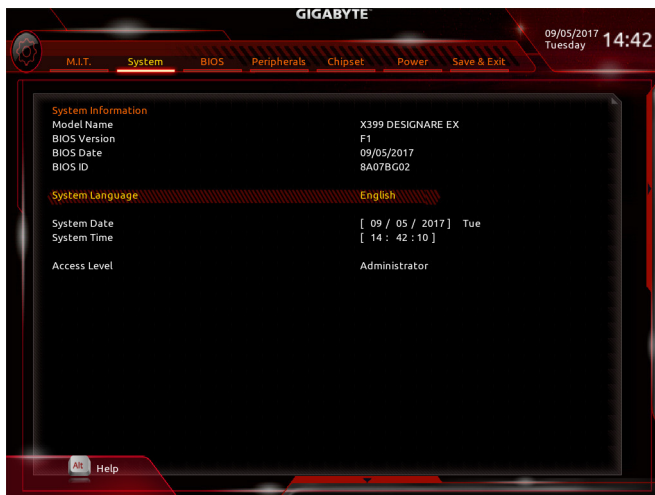 GIGABYTE™
09/05/2017
Tuesday
14:42
M.I.T. System BIOS Peripherals Chipset Power Save & Exit
System Information
Model Name X399 DESIGNARE EX
BIOS Version F1
BIOS Date 09/05/2017
BIOS ID 8A07BG02
System Language English
System Date [ 09 / 05 / 2017 ] Tue
System Time [ 14 : 42 : 10 ]
Access Level Administrator
Alt Help